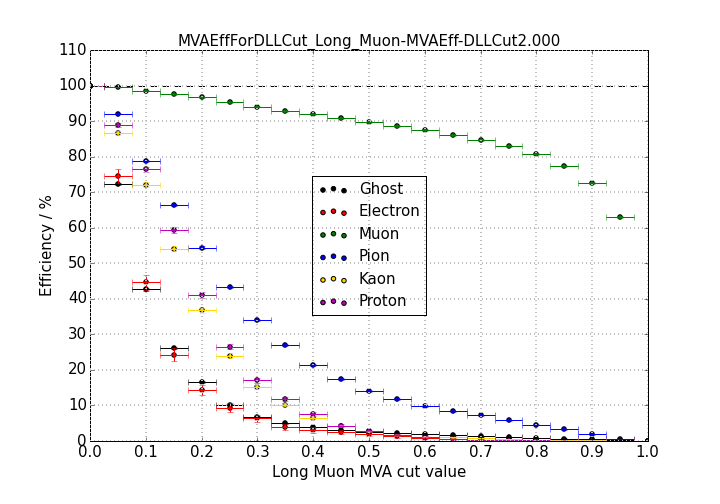 MVAEffForDLLCut_Long_Muon-MVAEff-DLLCut2.000
110
100
90
80
70
60
50
40
30
20
10
0
Efficiency / %
Ghost
Electron
Muon
Pion
Kaon
Proton
0.0 0.1 0.2 0.3 0.4 0.5 0.6 0.7 0.8 0.9 1.0
Long Muon MVA cut value